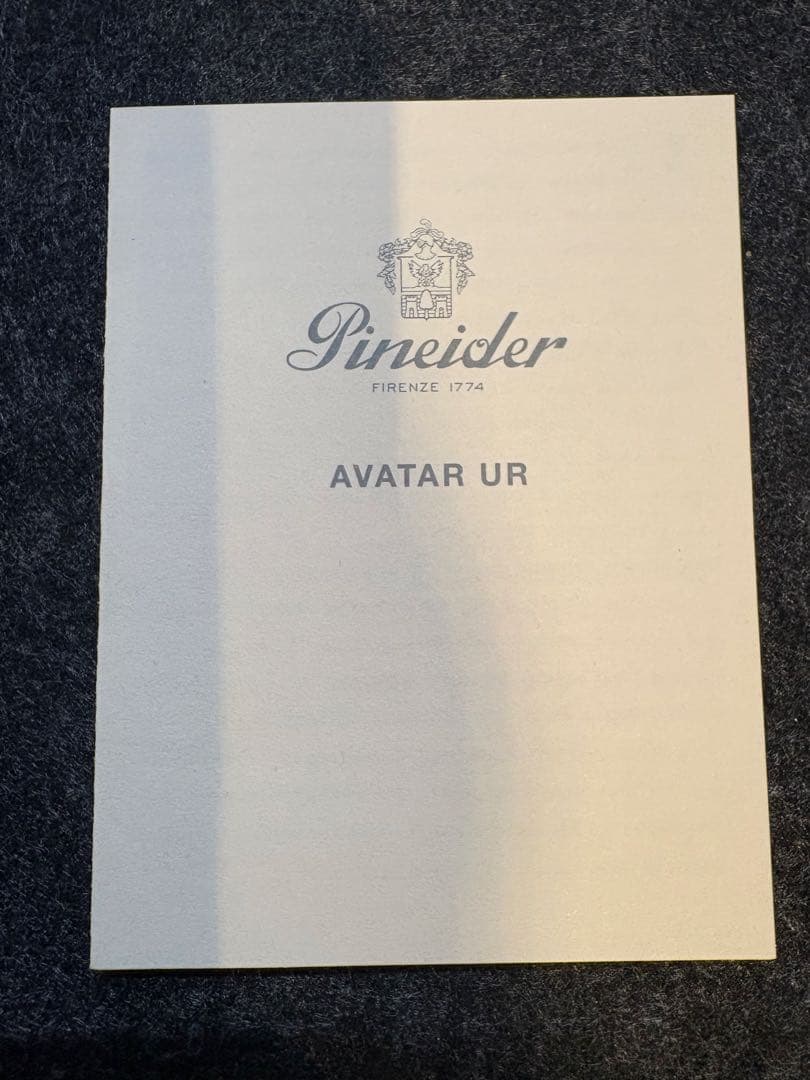 Pineider
FIRENZE 1774
AVATAR UR